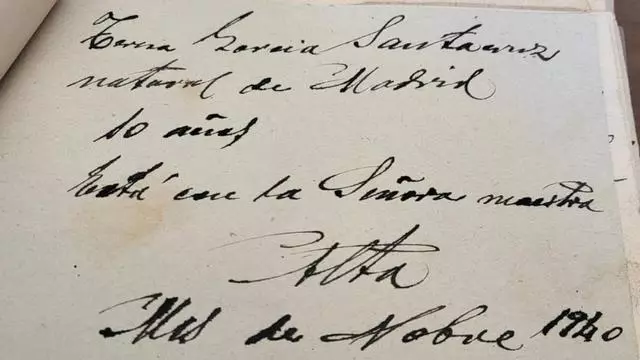 Teresa Garcia Santacruz
natural de Madrid
10 años
Está con la Señora maestra
Alta
Mes de Nobre 1940